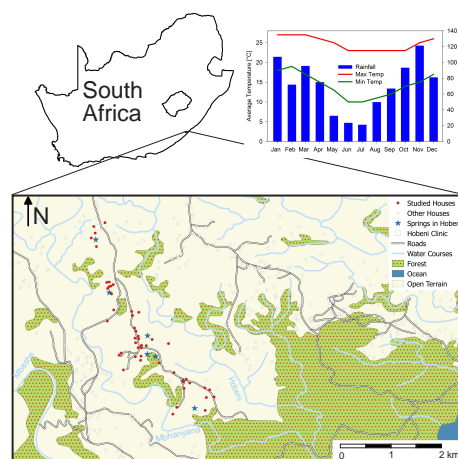 South
Africa
Average Temperature [°C]
25
20
15
10
5
0
140
120
100
80
60
40
20
0
Rainfall
Max Temp
Min Temp
Jan Feb Mar Apr May Jun Jul Aug Sep Oct Nov Dec
N
Studied Houses
Other Houses
Springs in Hobeni
Hobeni Clinic
Roads
Water Courses
Forest
Ocean
Open Terrain
Mbhanyana
0 1 2 km